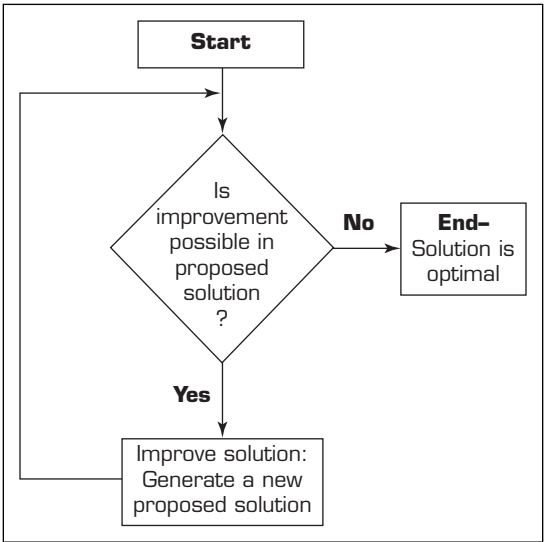 Start
Is
improvement
possible in
proposed
solution
?
No
End–
Solution is
optimal
Yes
Improve solution:
Generate a new
proposed solution